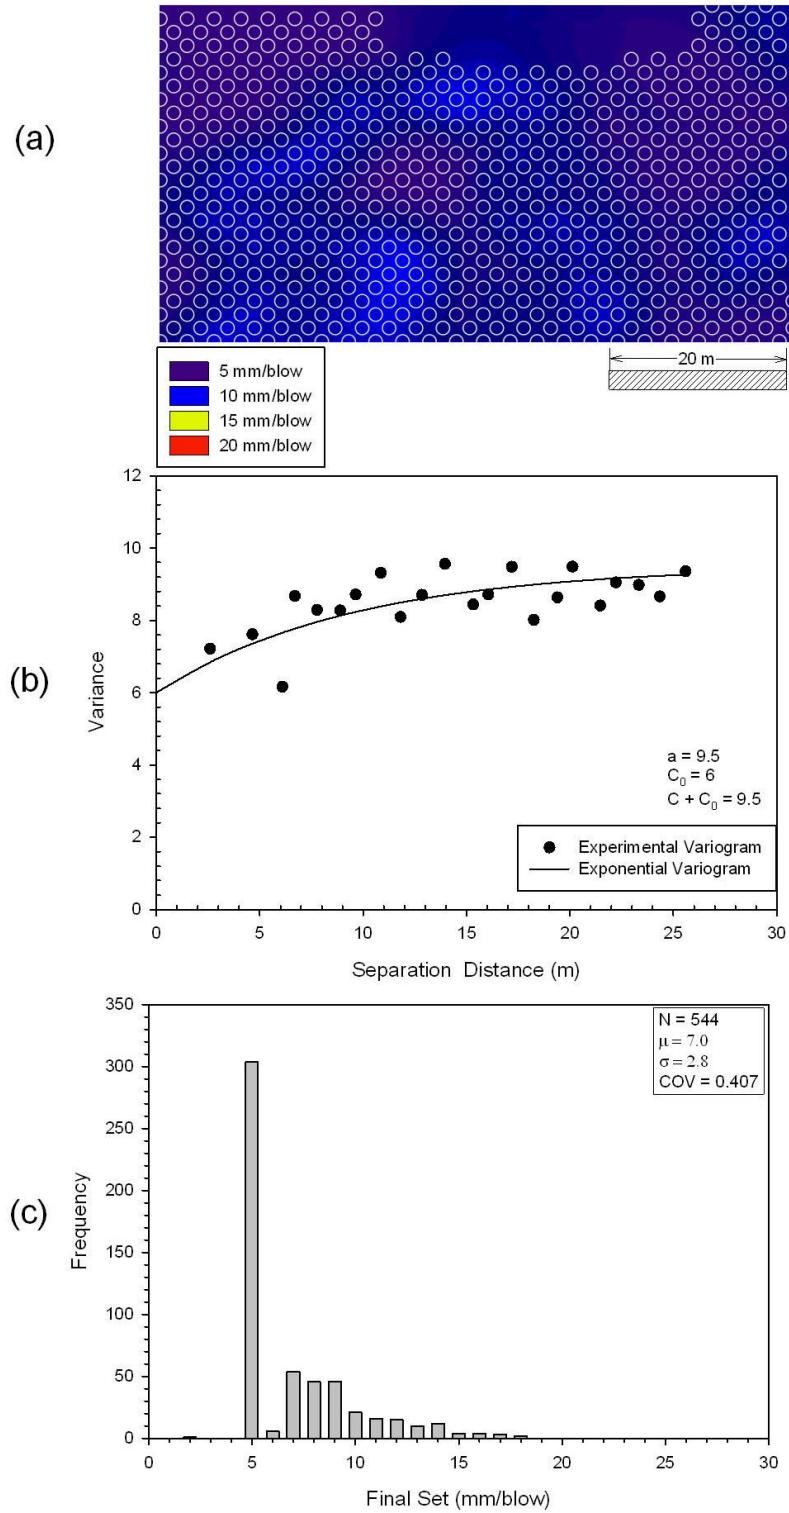 (a)
20 m
5 mm/blow
10 mm/blow
15 mm/blow
20 mm/blow
(b)
12
10
8
6
4
2
0
Variance
a = 9.5
C₀ = 6
C + C₀ = 9.5
Experimental Variogram
Exponential Variogram
0 5 10 15 20 25 30
Separation Distance (m)
(c)
350
300
250
200
150
100
50
0
Frequency
N = 544
μ = 7.0
σ = 2.8
COV = 0.407
0 5 10 15 20 25 30
Final Set (mm/blow)